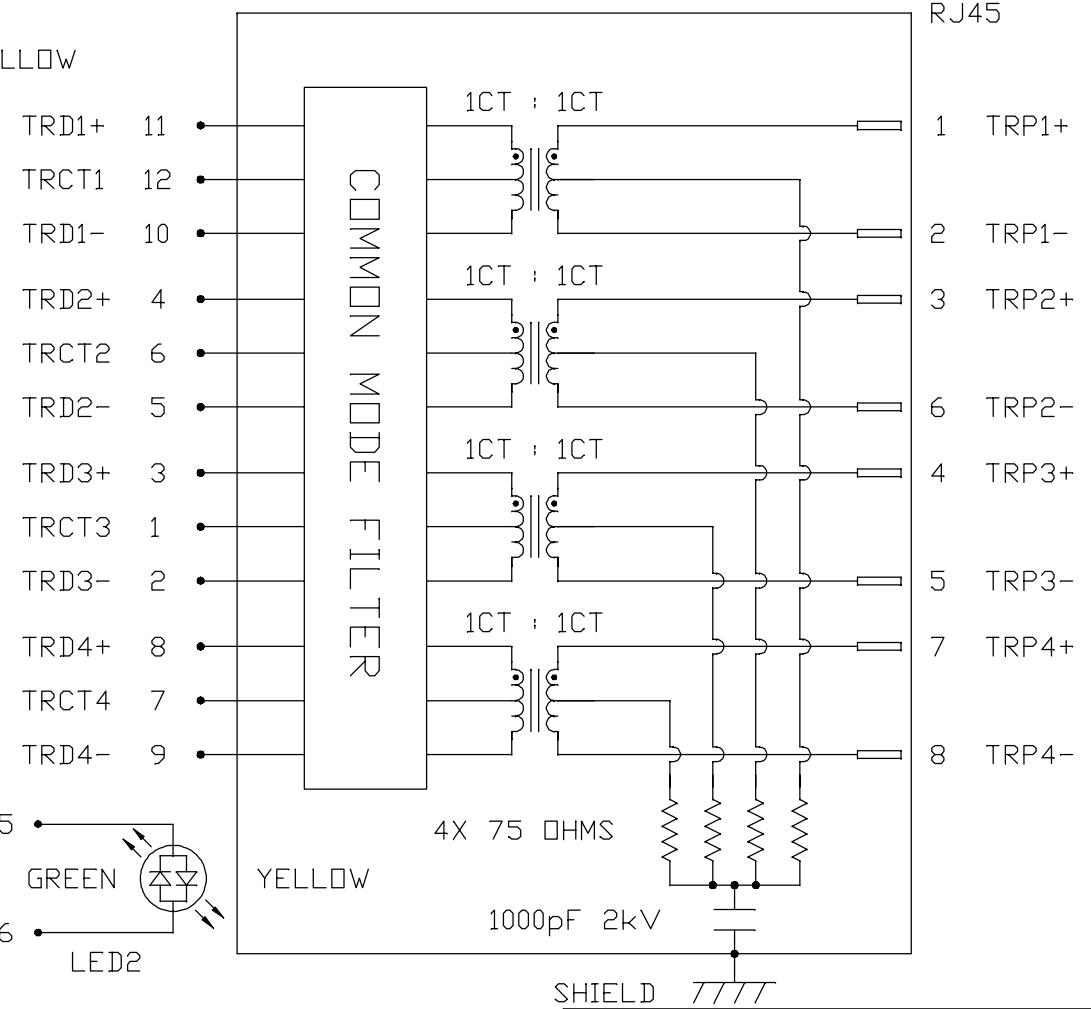 RJ45
LLOW
1CT : 1CT
TRD1+ 11 1 TRP1+
TRCT1 12
TRD1- 10 2 TRP1-
1CT : 1CT
TRD2+ 4 3 TRP2+
TRCT2 6
TRD2- 5 6 TRP2-
1CT : 1CT
TRD3+ 3 4 TRP3+
TRCT3 1
TRD3- 2 5 TRP3-
1CT : 1CT
TRD4+ 8 7 TRP4+
TRCT4 7
TRD4- 9 8 TRP4-
COMMON MODE FILTER
5
4X 75 OHMS
GREEN YELLOW
6
1000pF 2kV
LED2
SHIELD